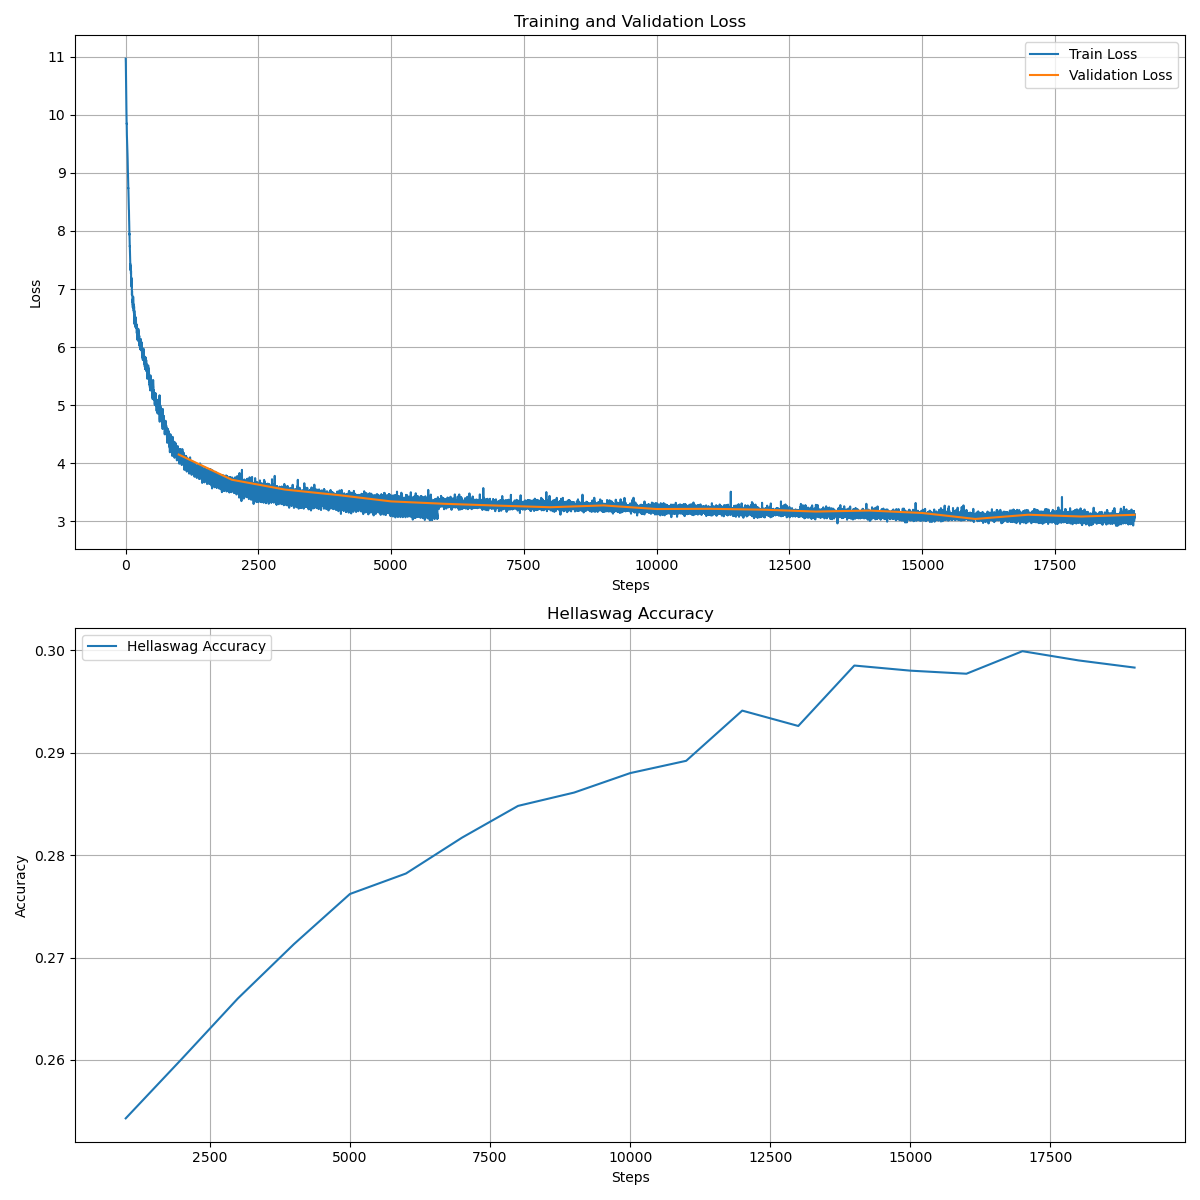 Training and Validation Loss
Train Loss
Validation Loss
11
10
9
8
7
6
5
4
3
Loss
0 2500 5000 7500 10000 12500 15000 17500
Steps
Hellaswag Accuracy
Hellaswag Accuracy
0.30
0.29
0.28
0.27
0.26
Accuracy
2500 5000 7500 10000 12500 15000 17500
Steps